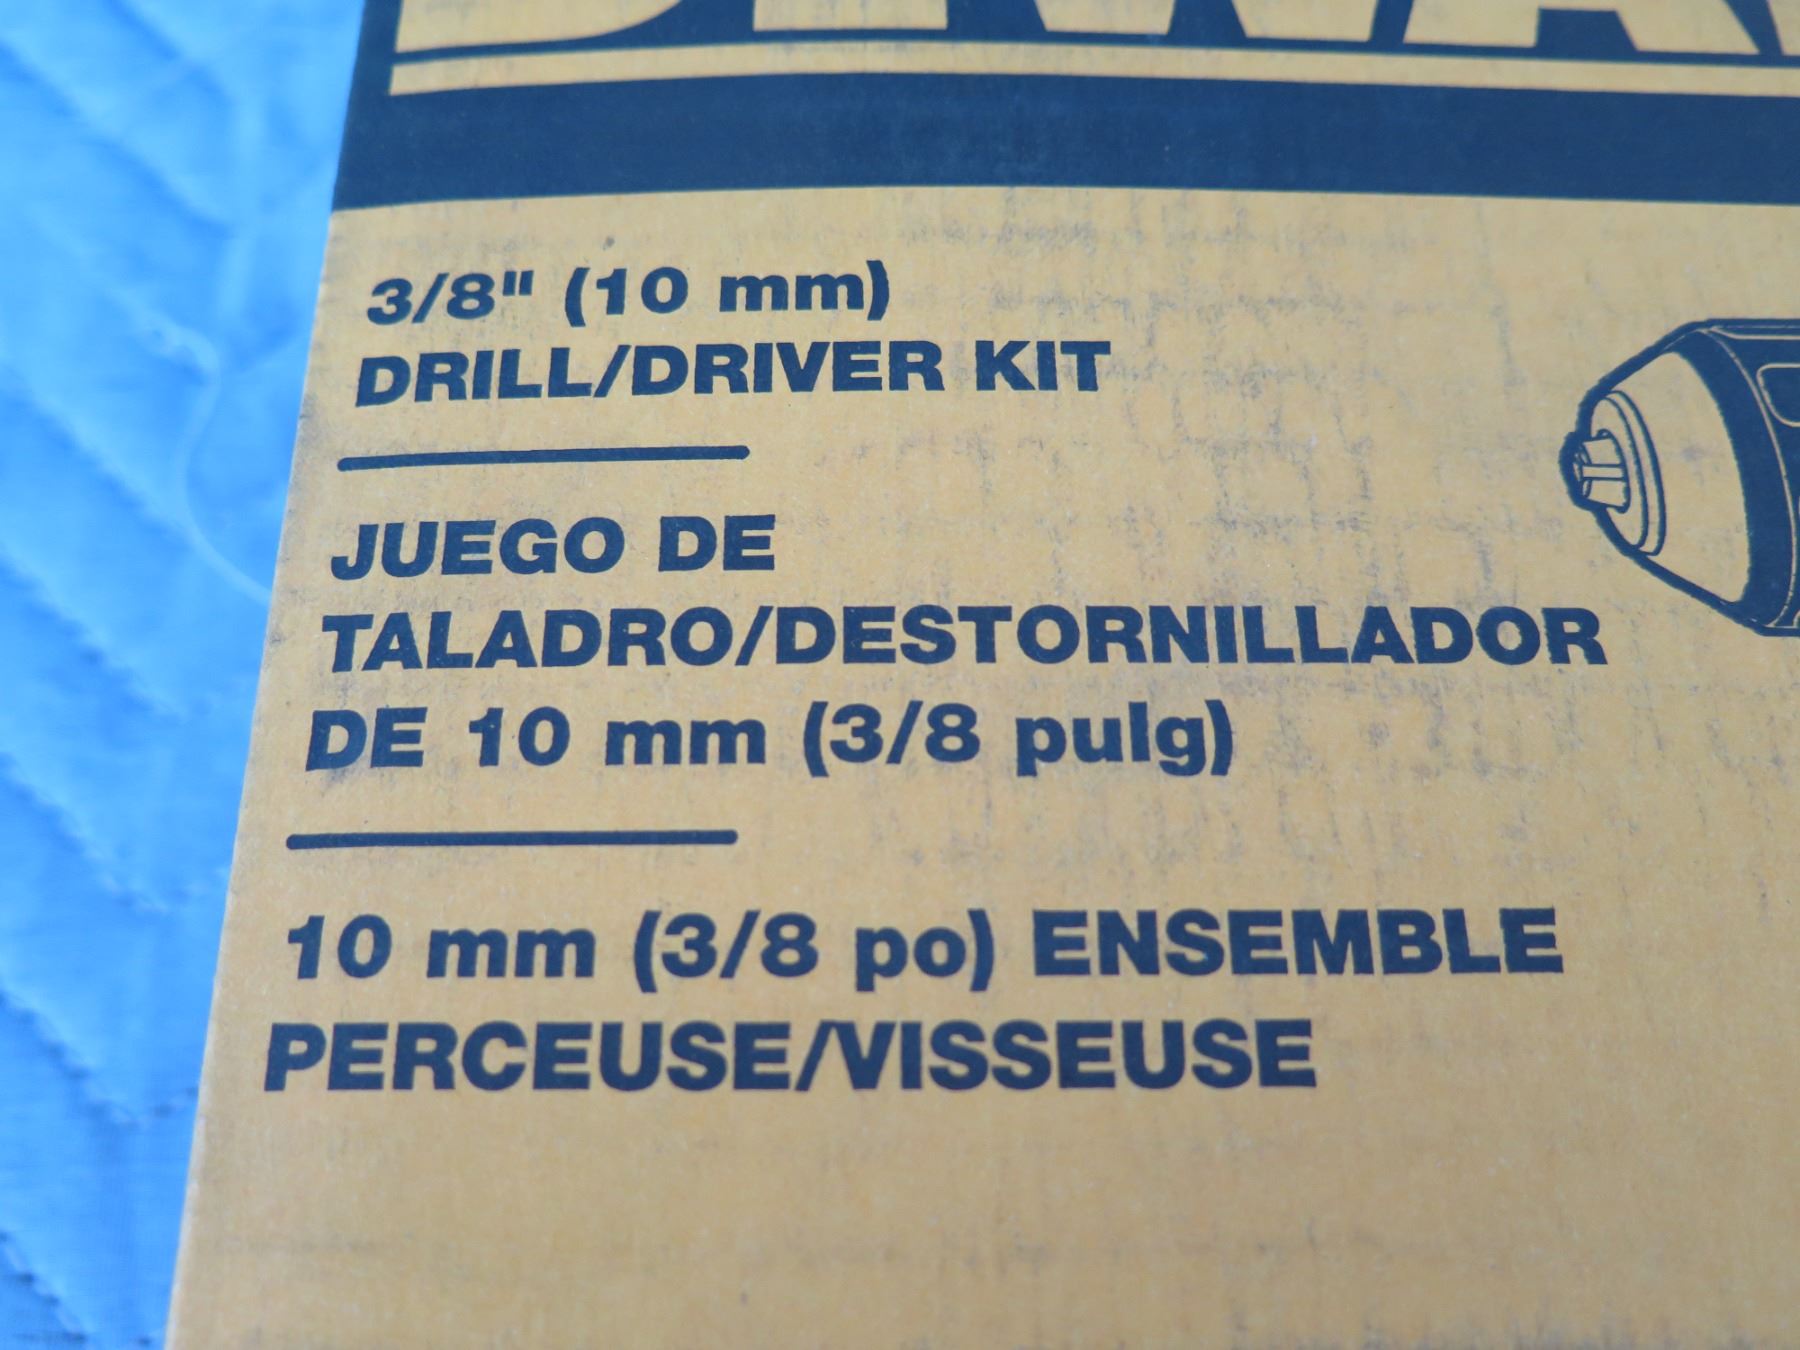 3/8" (10 mm)
DRILL/DRIVER KIT
JUEGO DE
TALADRO/DESTORNILLADOR
DE 10 mm (3/8 pulg)
10 mm (3/8 po) ENSEMBLE
PERCEUSE/VISSEUSE